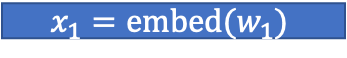 x₁ = embed(w₁)